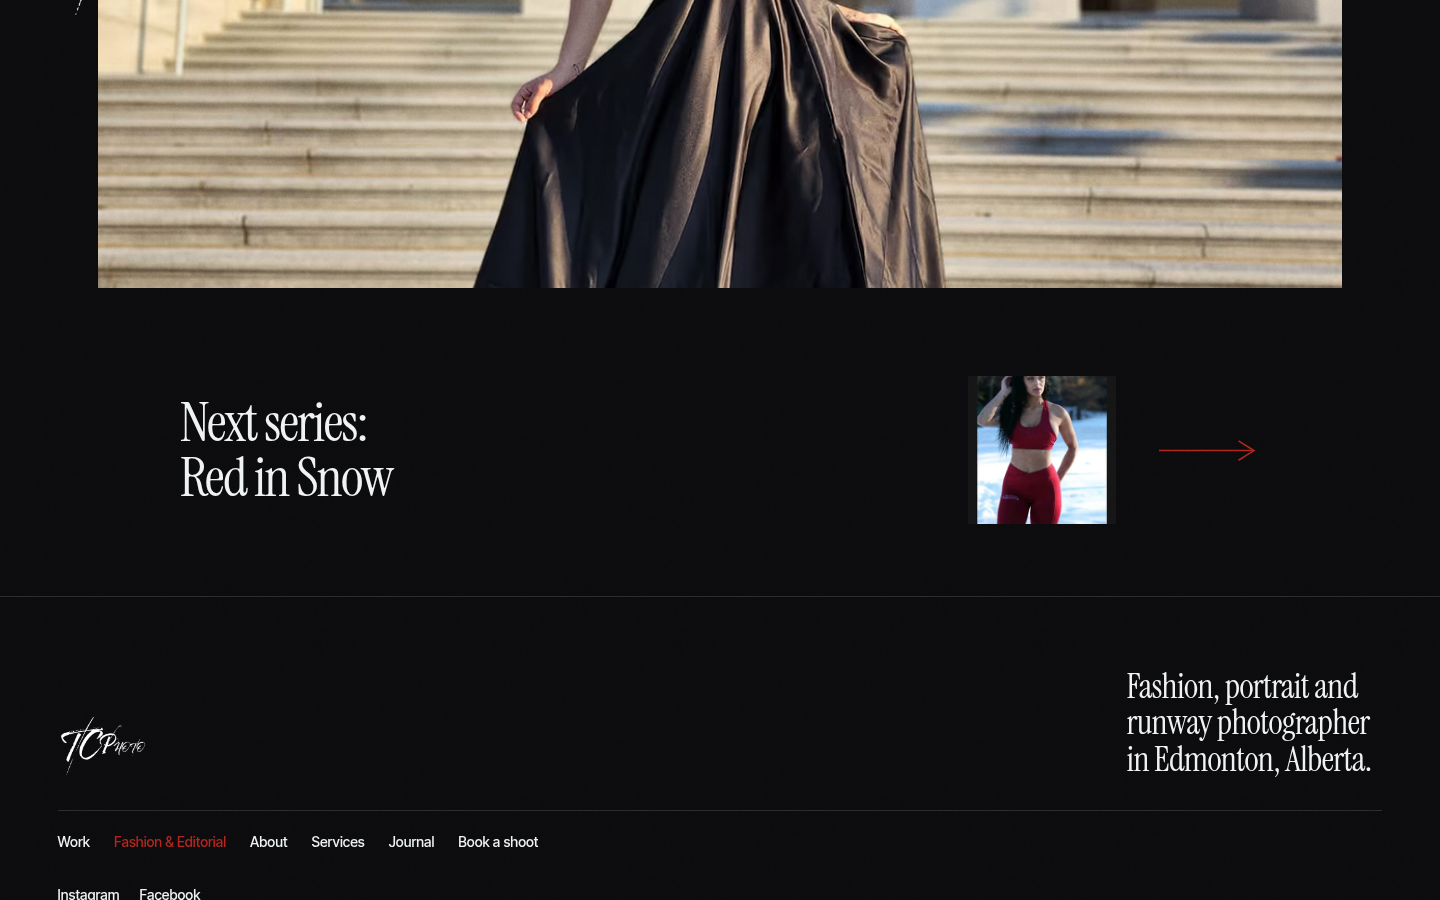 Next series:
Red in Snow
Fashion, portrait and
runway photographer
in Edmonton, Alberta.
TCPhoto
Work Fashion & Editorial About Services Journal Book a shoot
Instagram Facebook